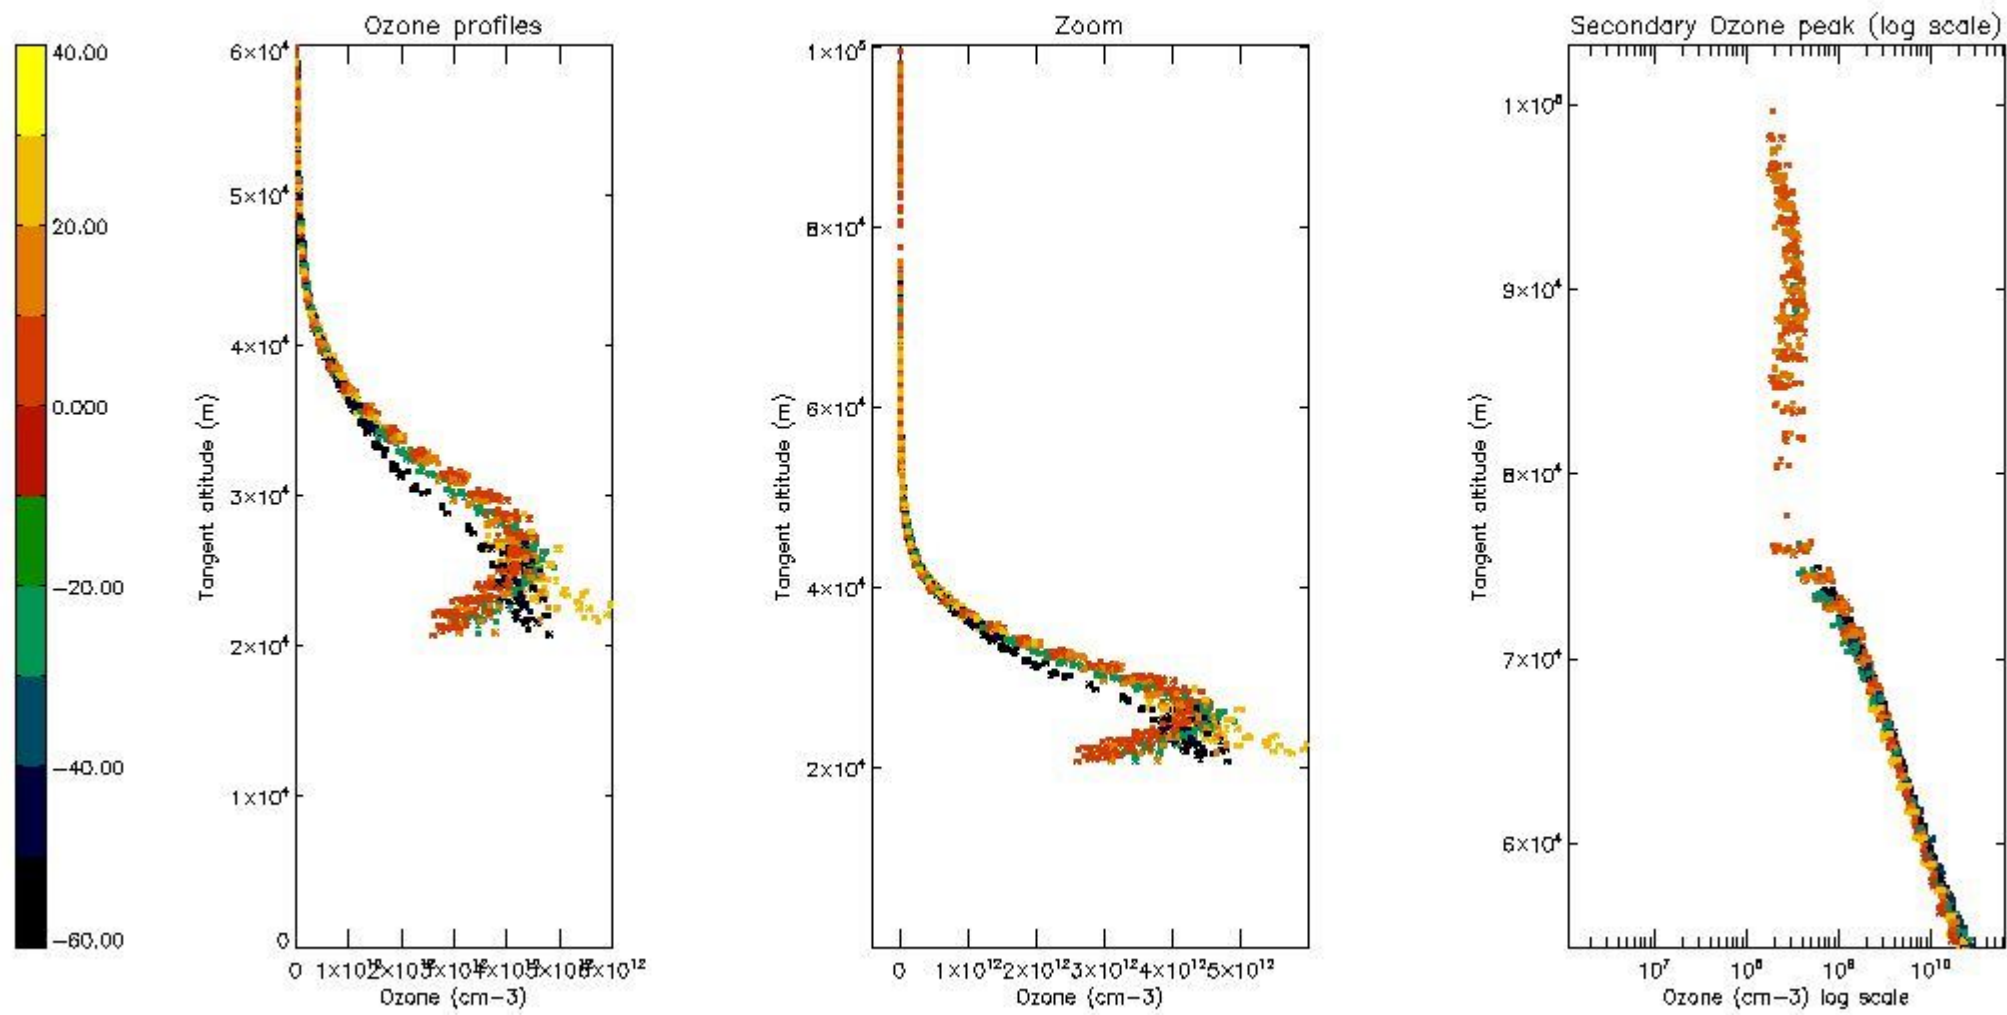 Ozone profiles
Zoom
Secondary Ozone peak (log scale)
40.00
20.00
0.000
−20.00
−40.00
−60.00
6×10⁴
5×10⁴
4×10⁴
3×10⁴
2×10⁴
1×10⁴
0
Tangent altitude (m)
0 1×10¹²
Ozone (cm−3)
1×10⁵
8×10⁴
6×10⁴
4×10⁴
2×10⁴
Tangent altitude (m)
0 1×10¹² 2×10¹² 3×10¹² 4×10¹² 5×10¹²
Ozone (cm−3)
9×10⁴
8×10⁴
7×10⁴
6×10⁴
Tangent altitude (m)
10⁷ 10⁸ 10⁹ 10¹⁰
Ozone (cm−3) log scale